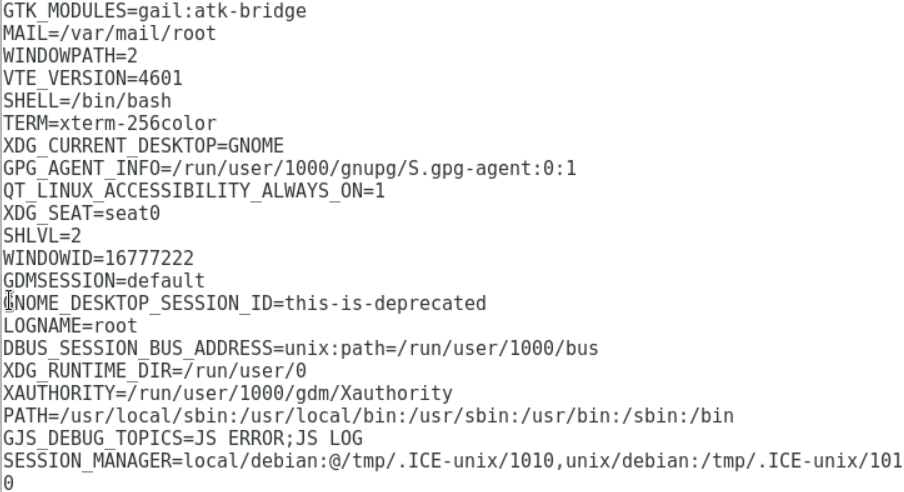 GTK_MODULES=gail:atk-bridge
MAIL=/var/mail/root
WINDOWPATH=2
VTE_VERSION=4601
SHELL=/bin/bash
TERM=xterm-256color
XDG_CURRENT_DESKTOP=GNOME
GPG_AGENT_INFO=/run/user/1000/gnupg/S.gpg-agent:0:1
QT_LINUX_ACCESSIBILITY_ALWAYS_ON=1
XDG_SEAT=seat0
SHLVL=2
WINDOWID=16777222
GDMSESSION=default
GNOME_DESKTOP_SESSION_ID=this-is-deprecated
LOGNAME=root
DBUS_SESSION_BUS_ADDRESS=unix:path=/run/user/1000/bus
XDG_RUNTIME_DIR=/run/user/0
XAUTHORITY=/run/user/1000/gdm/Xauthority
PATH=/usr/local/sbin:/usr/local/bin:/usr/sbin:/usr/bin:/sbin:/bin
GJS_DEBUG_TOPICS=JS ERROR;JS LOG
SESSION_MANAGER=local/debian:@/tmp/.ICE-unix/1010,unix/debian:/tmp/.ICE-unix/101
0